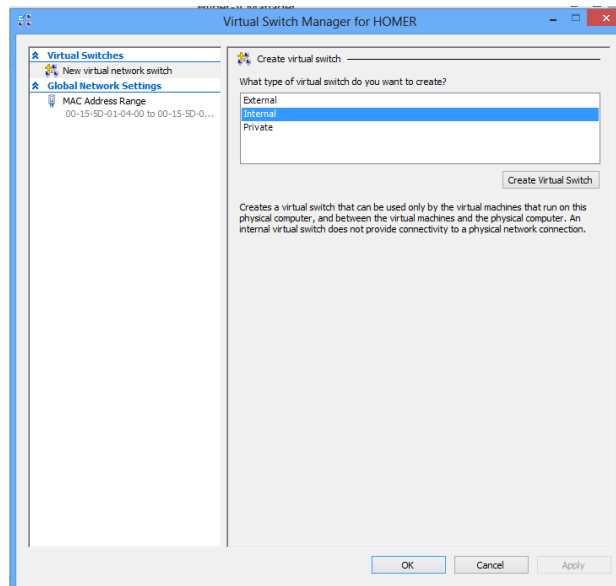 Hyper-V Manager
Virtual Switch Manager for HOMER
Virtual Switches
New virtual network switch
Global Network Settings
MAC Address Range
00-15-5D-01-04-00 to 00-15-5D-0...
Create virtual switch
What type of virtual switch do you want to create?
External
Internal
Private
Create Virtual Switch
Creates a virtual switch that can be used only by the virtual machines that run on this
physical computer, and between the virtual machines and the physical computer. An
internal virtual switch does not provide connectivity to a physical network connection.
OK
Cancel
Apply